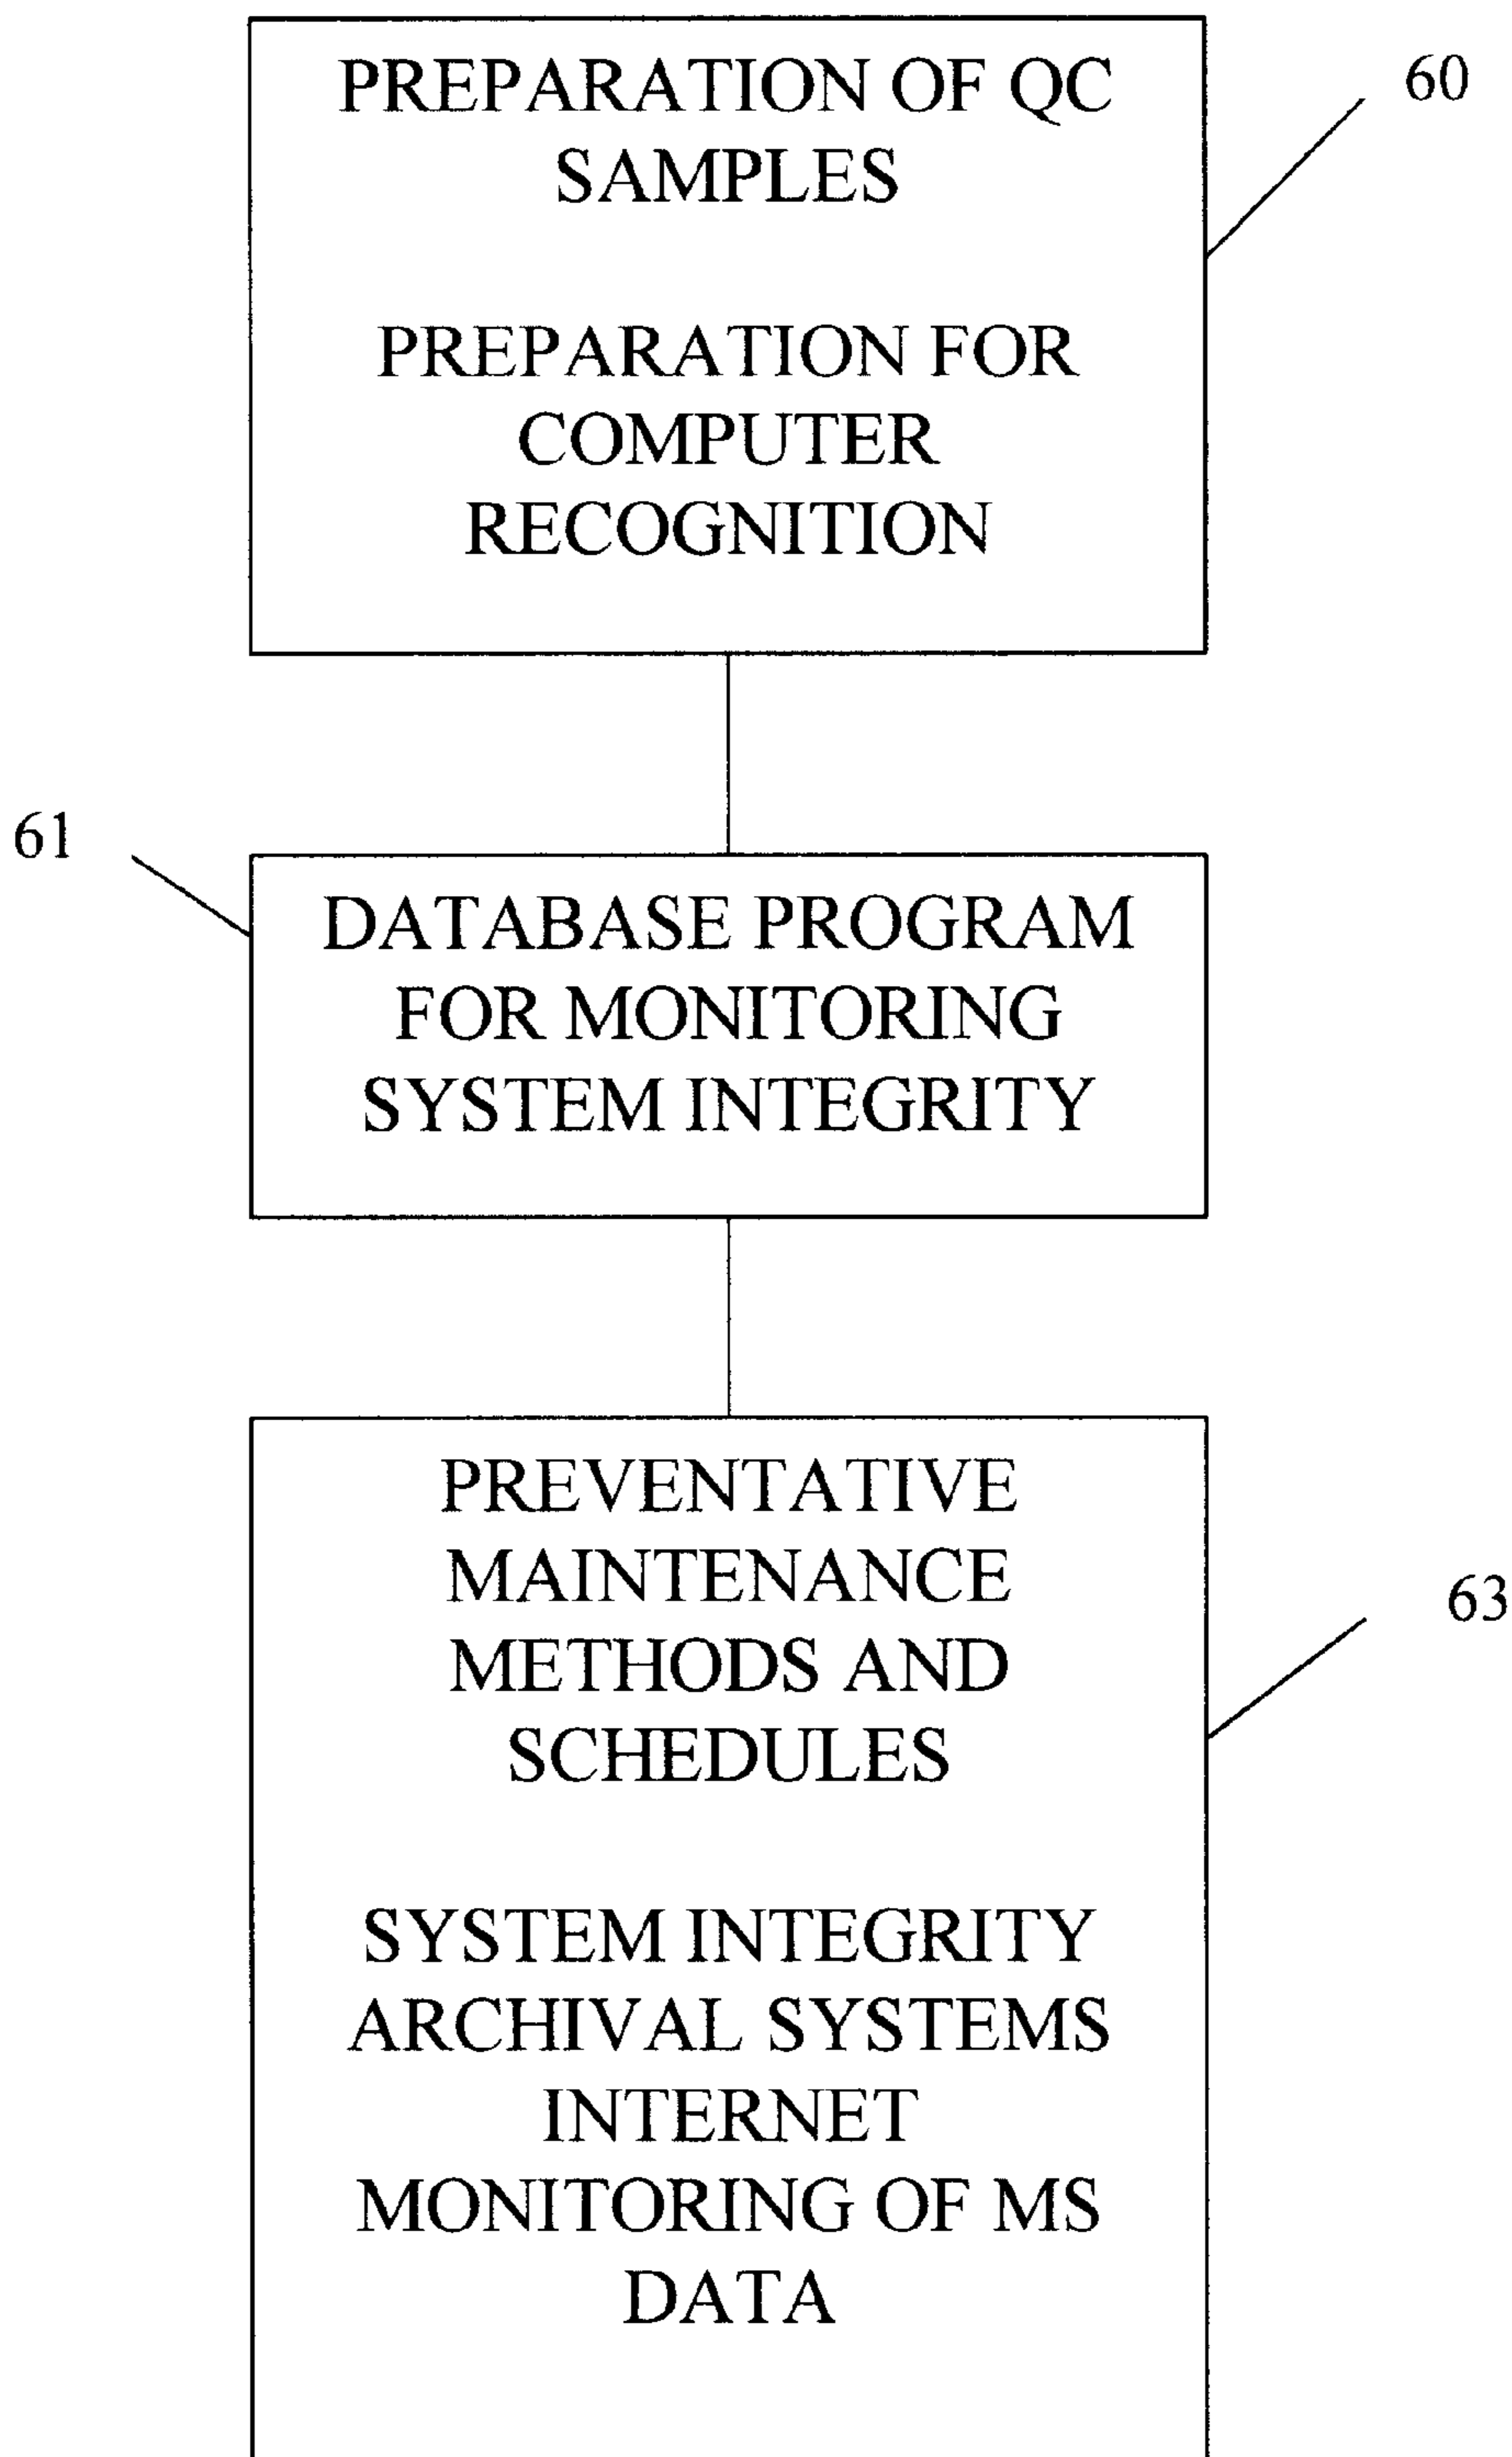 PREPARATION OF QC
SAMPLES
60
PREPARATION FOR
COMPUTER
RECOGNITION
61
DATABASE PROGRAM
FOR MONITORING
SYSTEM INTEGRITY
PREVENTATIVE
MAINTENANCE
METHODS AND
SCHEDULES
63
SYSTEM INTEGRITY
ARCHIVAL SYSTEMS
INTERNET
MONITORING OF MS
DATA